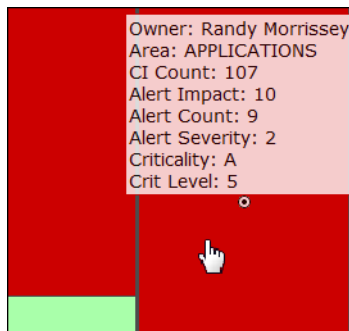 Owner: Randy Morrissey
Area: APPLICATIONS
CI Count: 107
Alert Impact: 10
Alert Count: 9
Alert Severity: 2
Criticality: A
Crit Level: 5